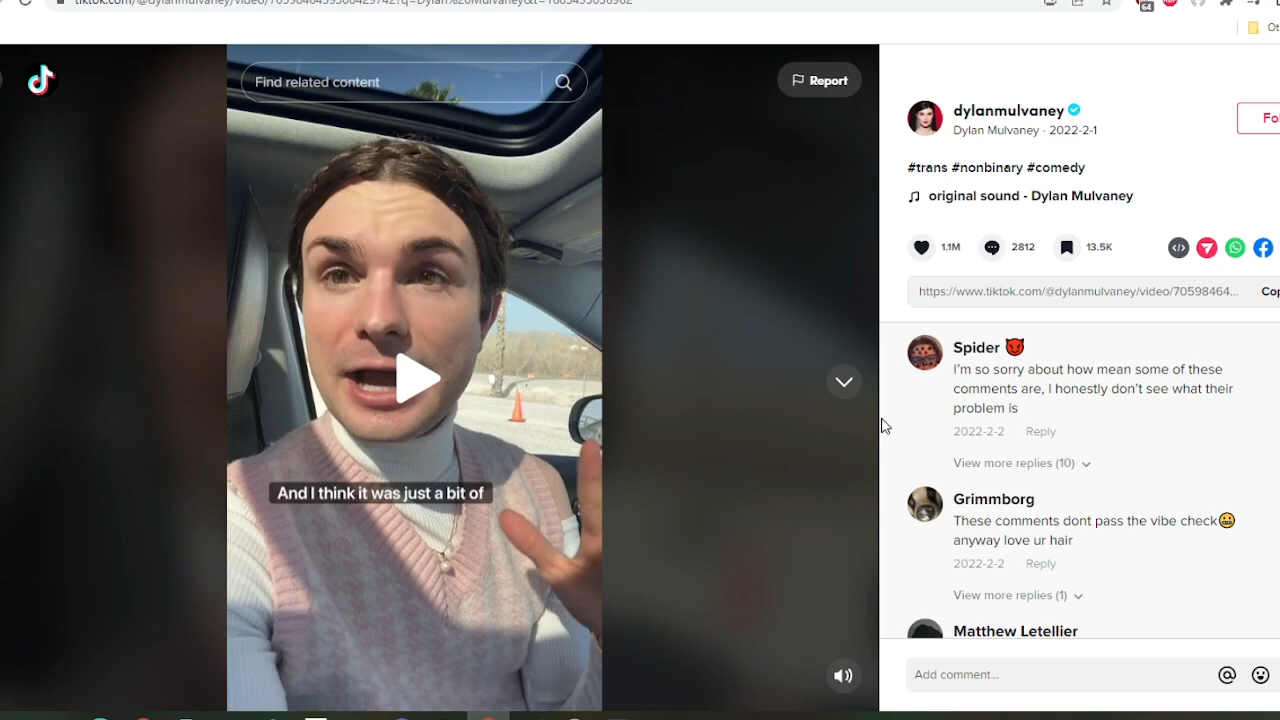 Find related content
Report
dylanmulvaney
Dylan Mulvaney · 2022-2-1
Fo
#trans #nonbinary #comedy
original sound - Dylan Mulvaney
1.1M
2812
13.5K
https://www.tiktok.com/@dylanmulvaney/video/70598464...
Cop
Spider 😈
I'm so sorry about how mean some of these
comments are, I honestly don't see what their
problem is
2022-2-2 Reply
View more replies (10)
And I think it was just a bit of
Grimmborg
These comments dont pass the vibe check😬
anyway love ur hair
2022-2-2 Reply
View more replies (1)
Matthew Letellier
Add comment...
64
Ot